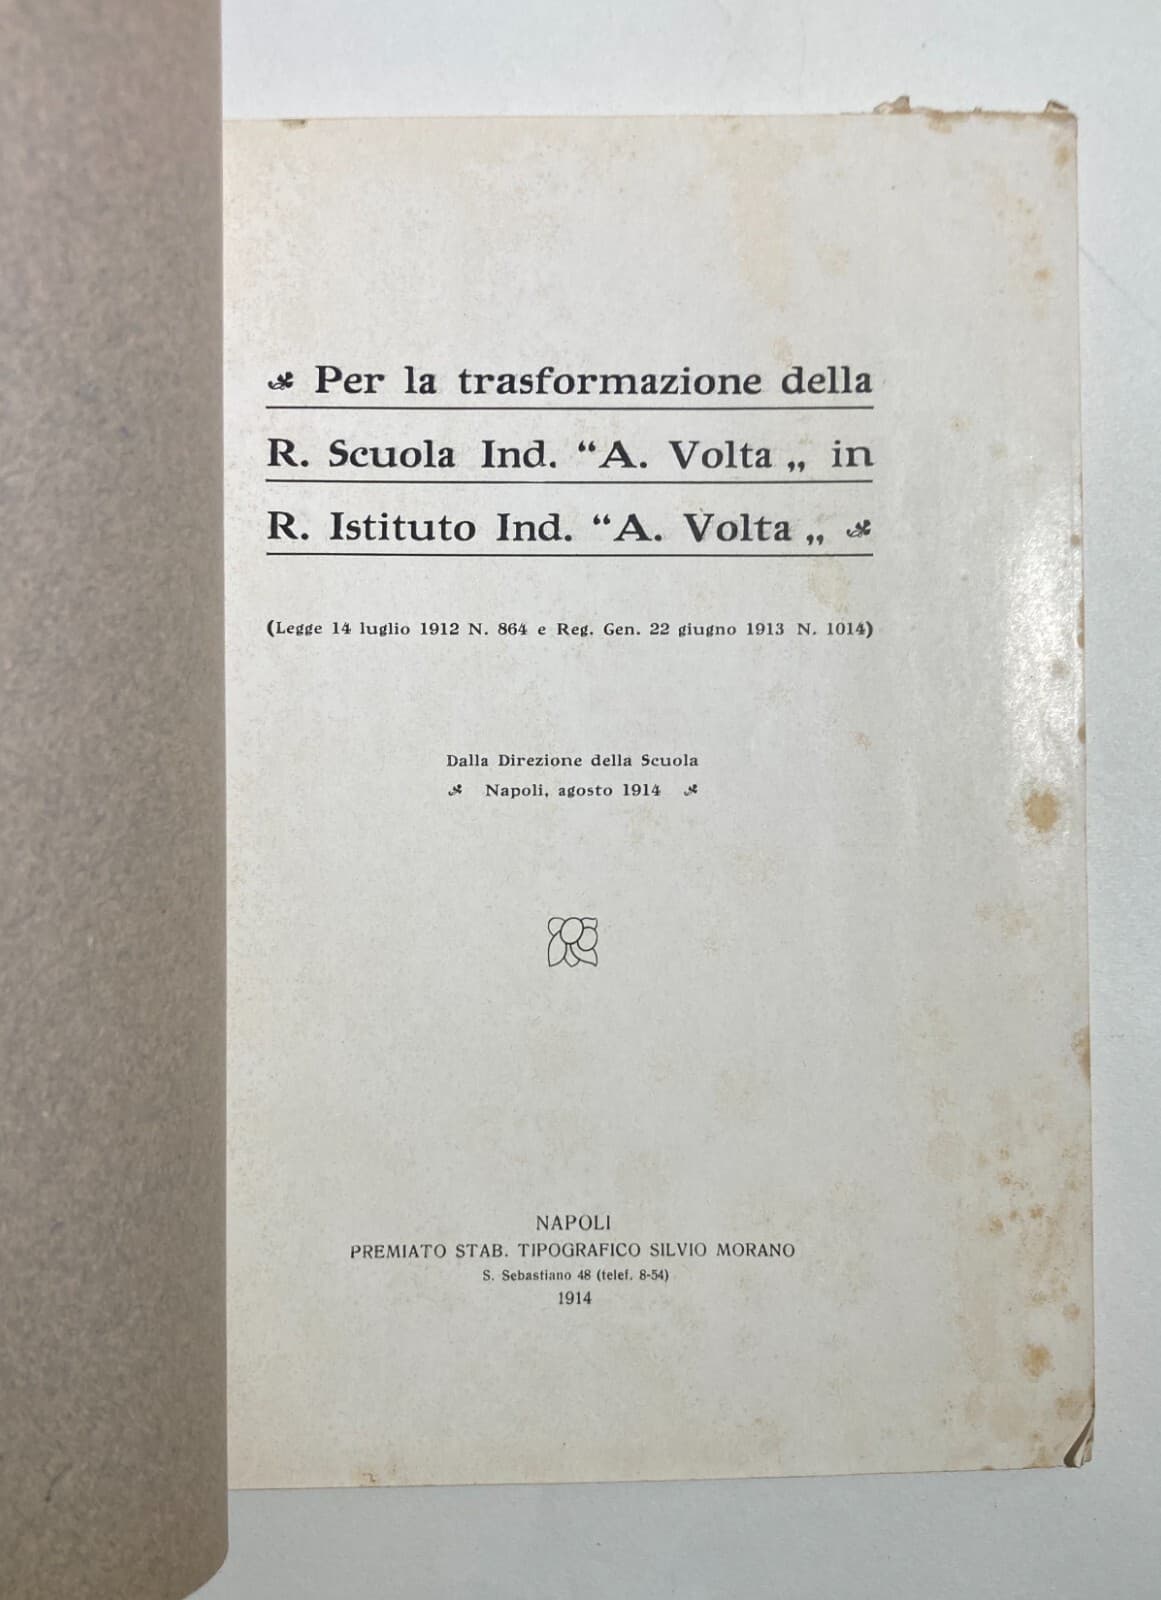 Per la trasformazione della
R. Scuola Ind. “A. Volta „ in
R. Istituto Ind. “A. Volta „
(Legge 14 luglio 1912 N. 864 e Reg. Gen. 22 giugno 1913 N. 1014)
Dalla Direzione della Scuola
Napoli, agosto 1914
NAPOLI
PREMIATO STAB. TIPOGRAFICO SILVIO MORANO
S. Sebastiano 48 (telef. 8-54)
1914